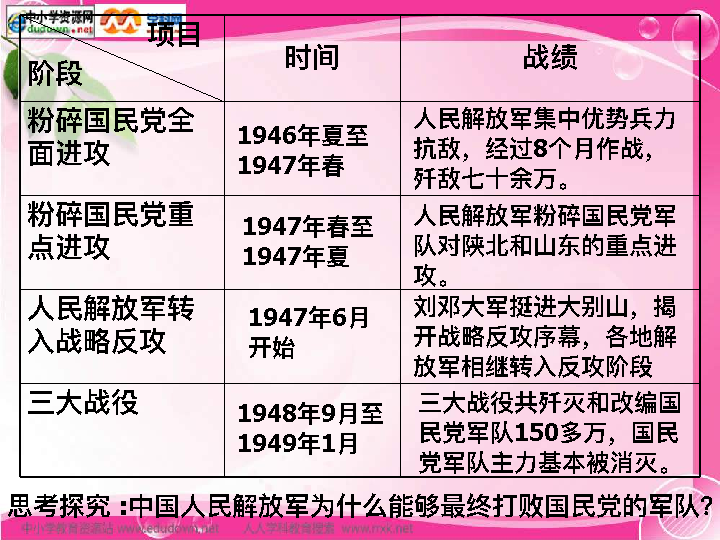 中小学资源网
edudown.net
学科网
项目
阶段
时间
战绩
粉碎国民党全
面进攻
1946年夏至
1947年春
人民解放军集中优势兵力
抗敌，经过8个月作战，
歼敌七十余万。
粉碎国民党重
点进攻
1947年春至
1947年夏
人民解放军粉碎国民党军
队对陕北和山东的重点进
攻。
人民解放军转
入战略反攻
1947年6月
开始
刘邓大军挺进大别山，揭
开战略反攻序幕，各地解
放军相继转入反攻阶段
三大战役
1948年9月至
1949年1月
三大战役共歼灭和改编国
民党军队150多万，国民
党军队主力基本被消灭。
思考探究:中国人民解放军为什么能够最终打败国民党的军队?
中小学教育资源站 www.edudown.net 人人学科教育搜索 www.rrxk.net